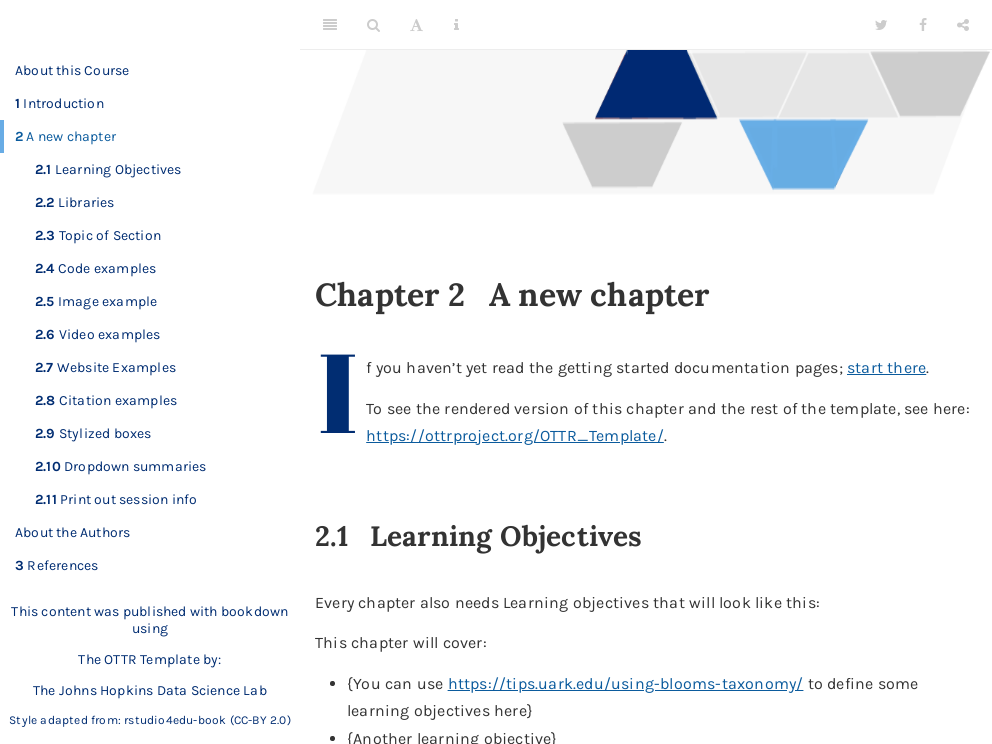 About this Course
1 Introduction
2 A new chapter
2.1 Learning Objectives
2.2 Libraries
2.3 Topic of Section
2.4 Code examples
2.5 Image example
2.6 Video examples
2.7 Website Examples
2.8 Citation examples
2.9 Stylized boxes
2.10 Dropdown summaries
2.11 Print out session info
About the Authors
3 References
This content was published with bookdown
using
The OTTR Template by:
The Johns Hopkins Data Science Lab
Style adapted from: rstudio4edu-book (CC-BY 2.0)
A
Chapter 2 A new chapter
If you haven’t yet read the getting started documentation pages; start there.
To see the rendered version of this chapter and the rest of the template, see here:
https://ottrproject.org/OTTR_Template/.
2.1 Learning Objectives
Every chapter also needs Learning objectives that will look like this:
This chapter will cover:
{You can use https://tips.uark.edu/using-blooms-taxonomy/ to define some
learning objectives here}
{Another learning objective}